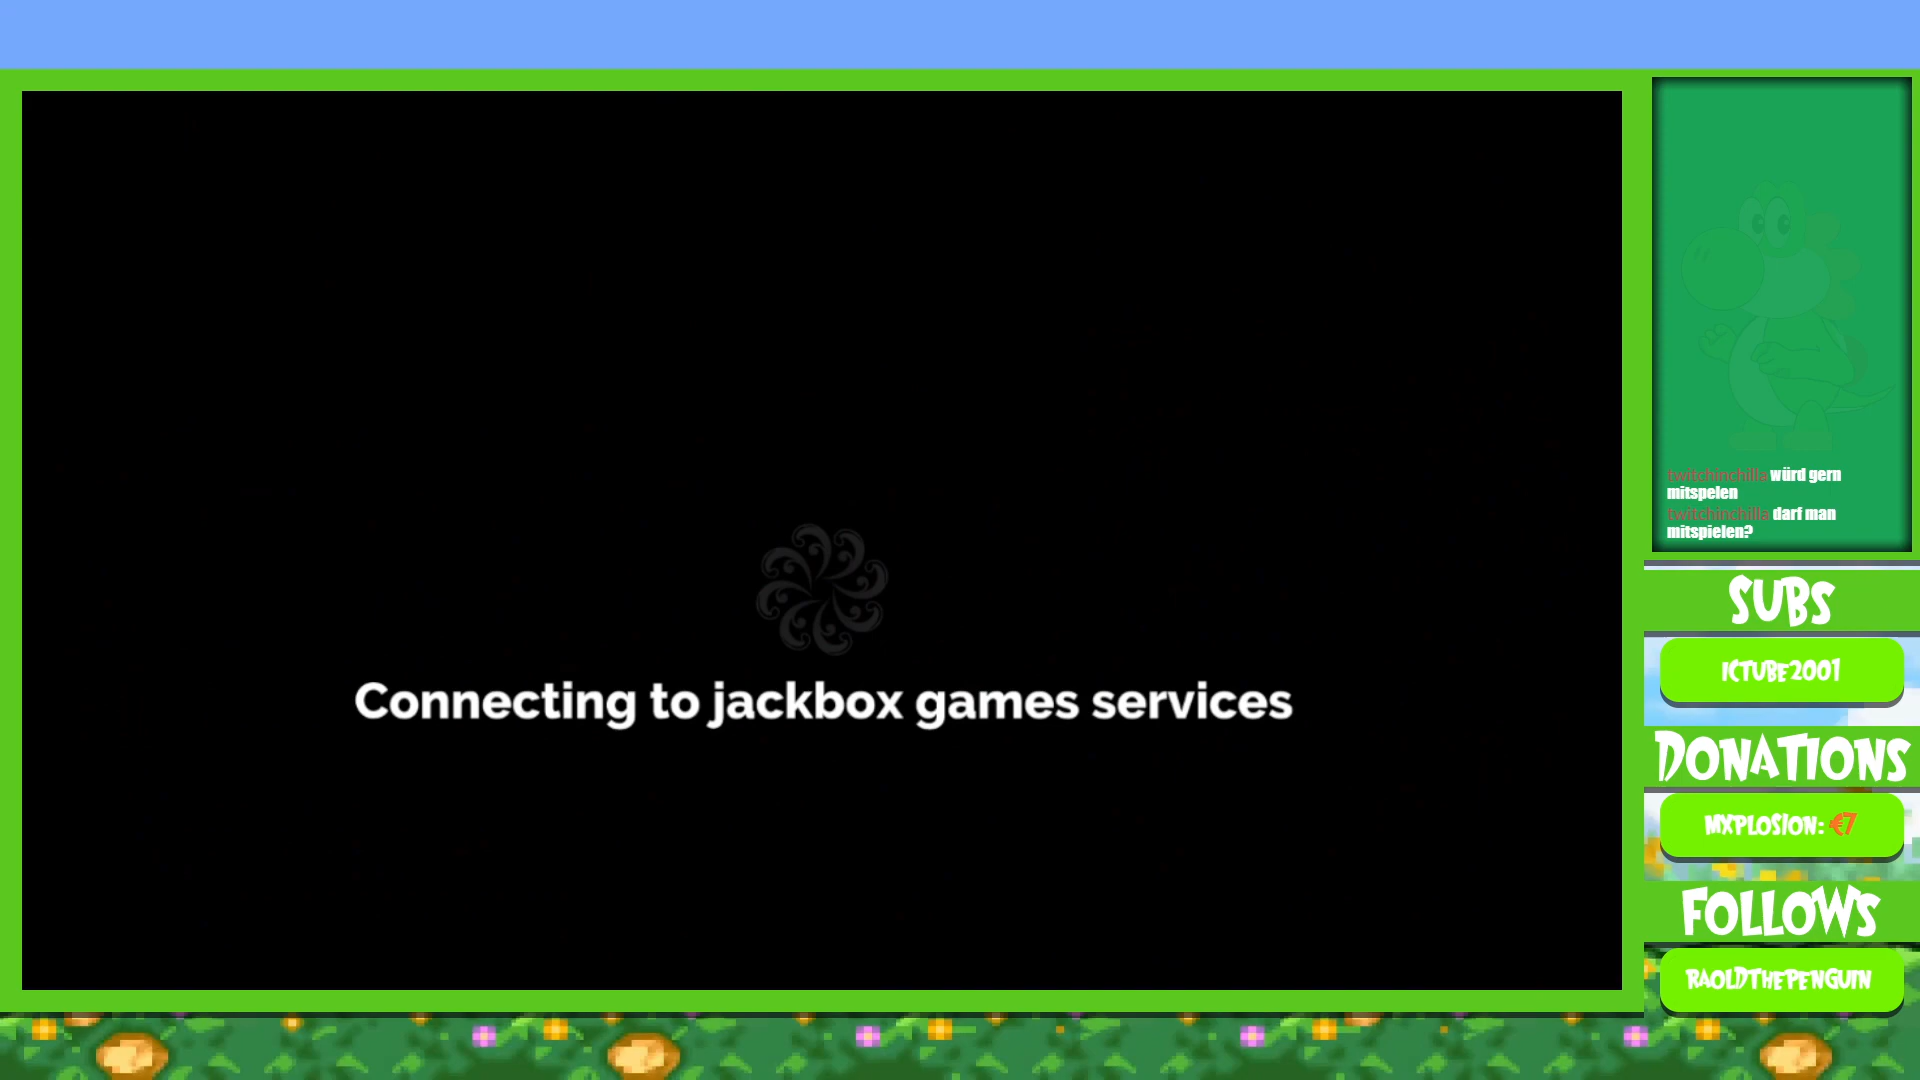 Connecting to jackbox games services
twitchinchilla würd gern
mitspelen
twitchinchilla darf man
mitspielen?
SUBS
ICTUBE2001
DONATIONS
MXPLOSION: €7
FOLLOWS
RAOLDTHEPENGUIN